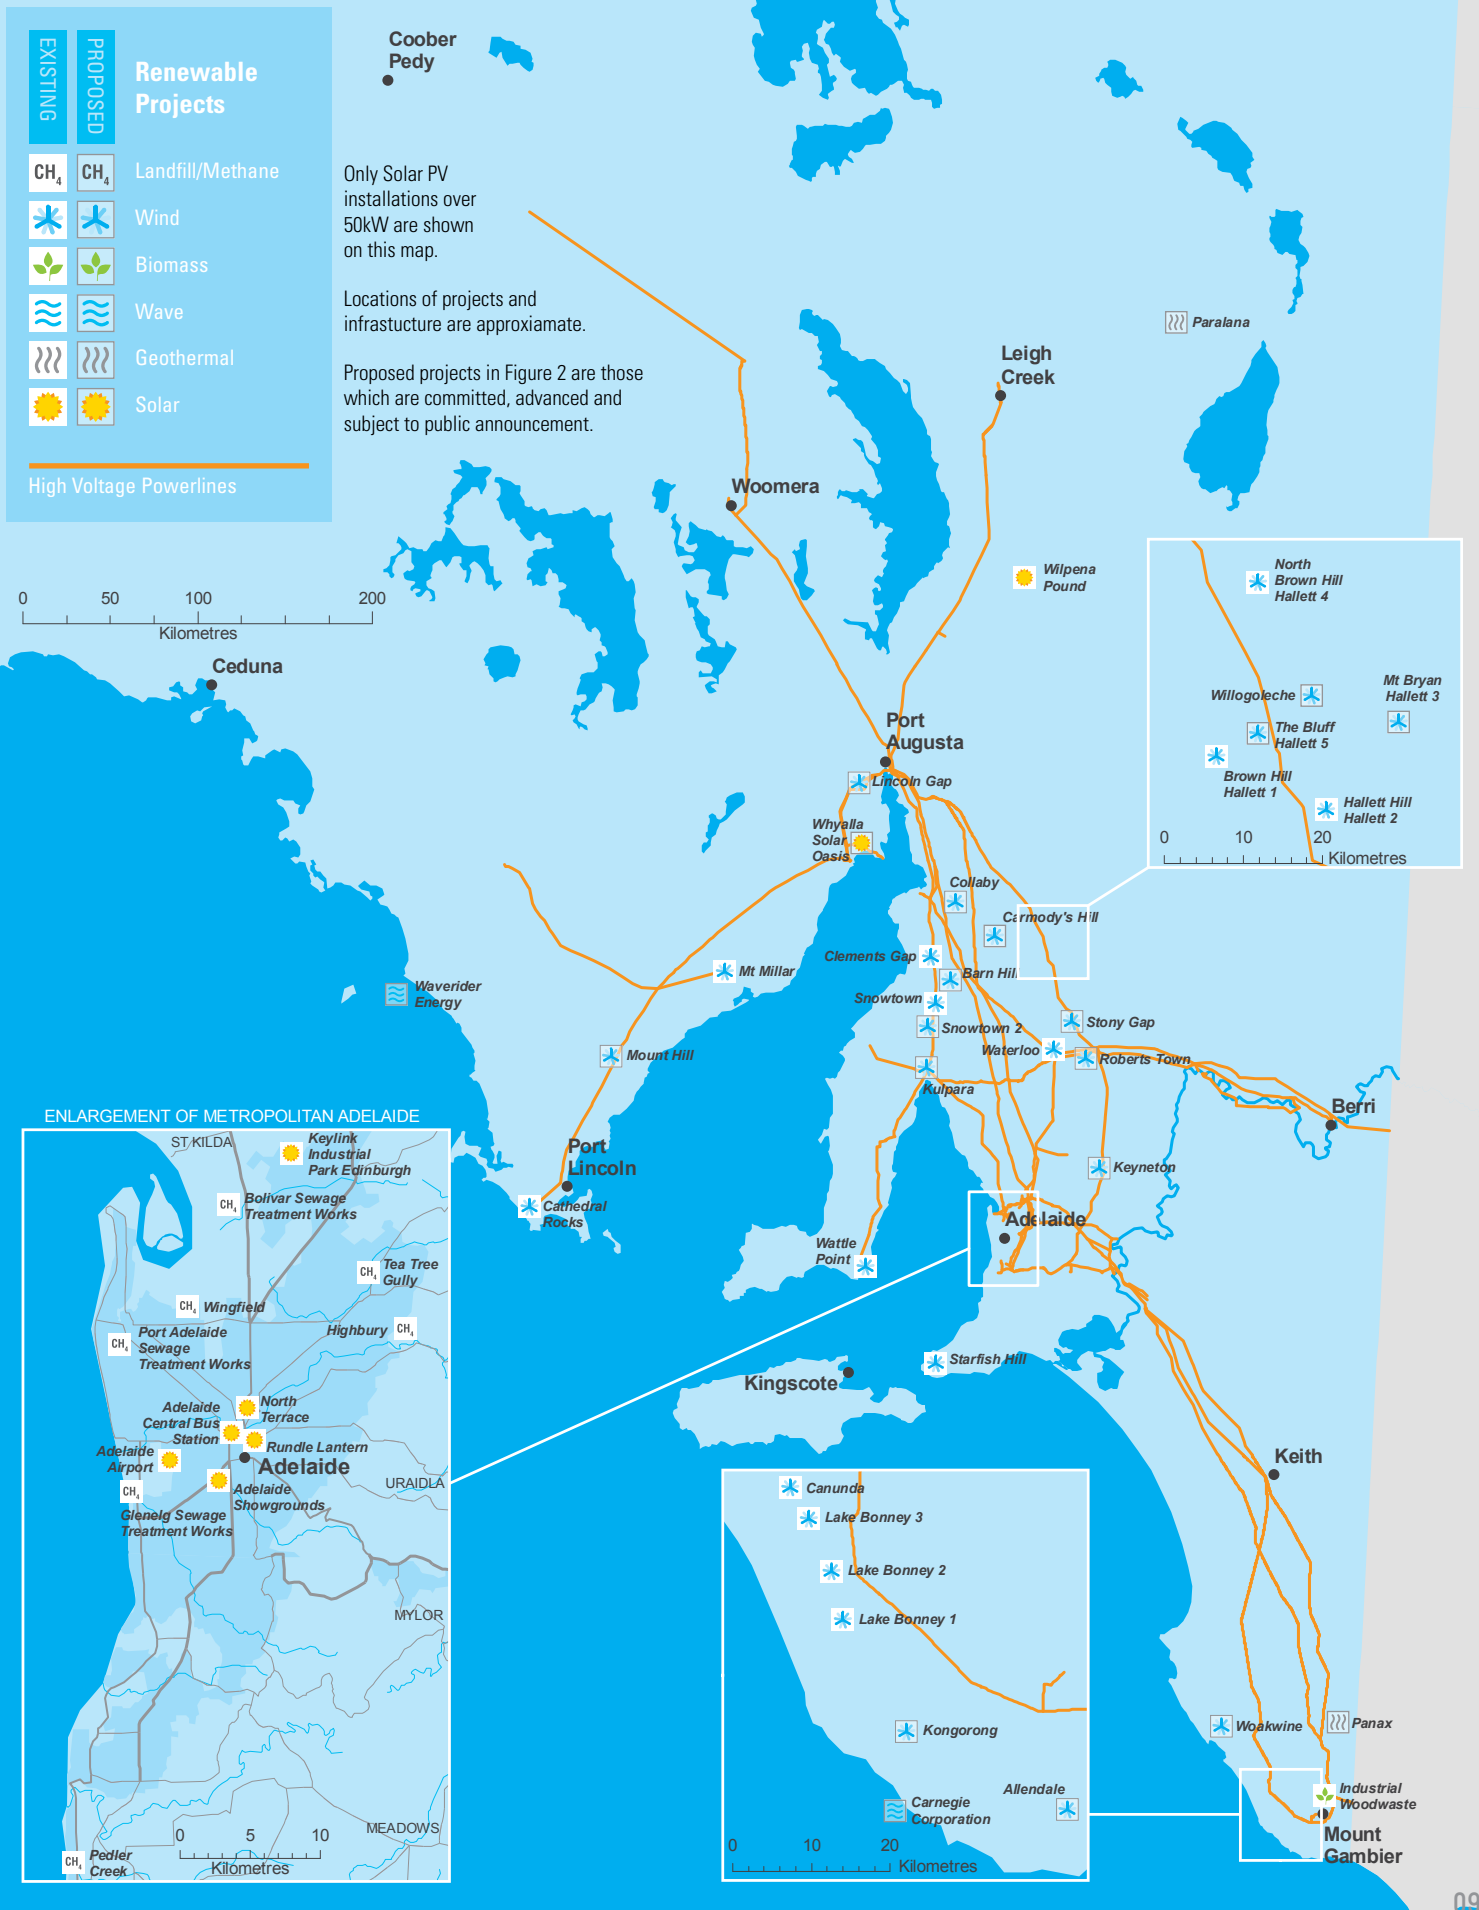 EXISTING
PROPOSED
Renewable
Projects
CH4
CH4
Landfill/Methane
Wind
Biomass
Wave
Geothermal
Solar
High Voltage Powerlines
Coober
Pedy
Only Solar PV
installations over
50kW are shown
on this map.
Locations of projects and
infrastucture are approxiamate.
Proposed projects in Figure 2 are those
which are committed, advanced and
subject to public announcement.
Paralana
Leigh
Creek
Woomera
Wilpena
Pound
0
50
100
200
Kilometres
Ceduna
Port
Augusta
Lincoln Gap
Whyalla
Solar
Oasis
North
Brown Hill
Hallett 4
Willogoleche
Mt Bryan
Hallett 3
The Bluff
Hallett 5
Brown Hill
Hallett 1
Hallett Hill
Hallett 2
0
10
20
Kilometres
Collaby
Carmody's Hill
Clements Gap
Barn Hill
Mt Millar
Waverider
Energy
Snowtown
Snowtown 2
Stony Gap
Waterloo
Roberts Town
Mount Hill
Kulpara
Berri
Port
Lincoln
Keyneton
Cathedral
Rocks
Adelaide
Wattle
Point
Starfish Hill
Kingscote
Keith
ENLARGEMENT OF METROPOLITAN ADELAIDE
ST KILDA
Keylink
Industrial
Park Edinburgh
CH4
Bolivar Sewage
Treatment Works
CH4
Tea Tree
Gully
CH4
Wingfield
Highbury
CH4
CH4
Port Adelaide
Sewage
Treatment Works
North
Terrace
Adelaide
Central Bus
Station
Rundle Lantern
Adelaide
Airport
Adelaide
URAIDLA
CH4
Adelaide
Showgrounds
Glenelg Sewage
Treatment Works
MYLOR
MEADOWS
0
5
10
Kilometres
CH4
Pedler
Creek
Canunda
Lake Bonney 3
Lake Bonney 2
Lake Bonney 1
Kongorong
Allendale
Carnegie
Corporation
0
10
20
Kilometres
Woakwine
Panax
Industrial
Woodwaste
Mount
Gambier
09